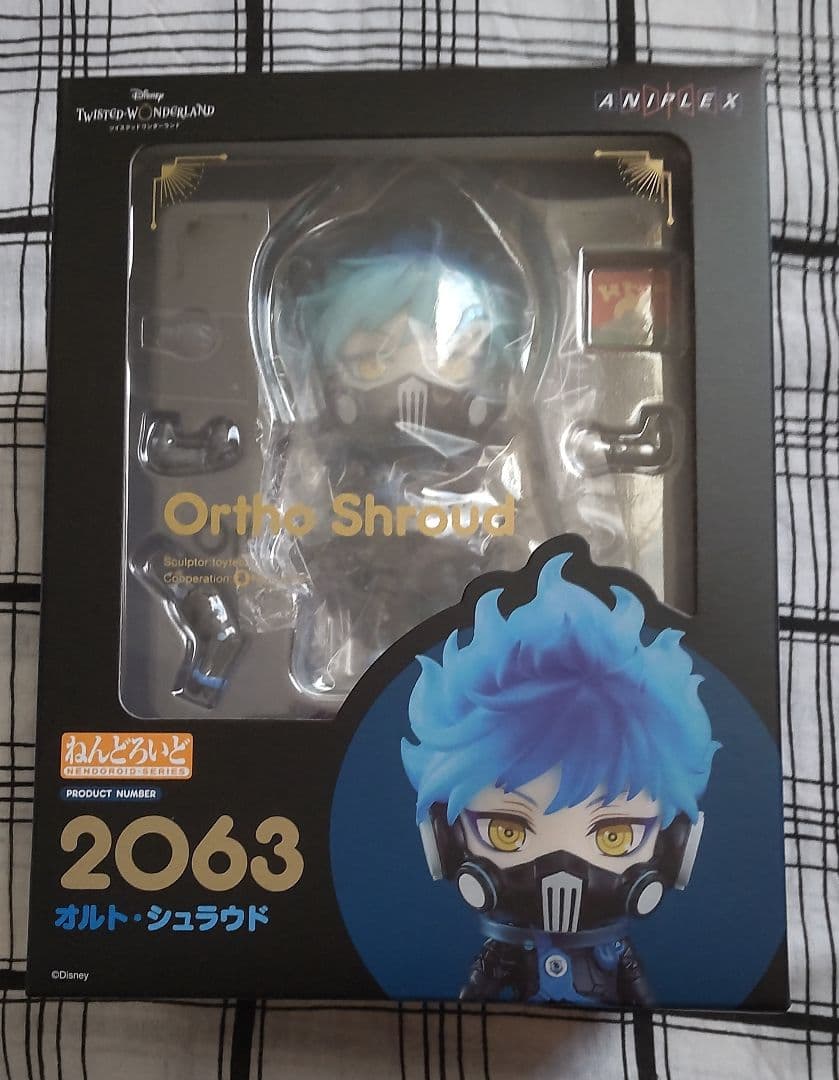 Disney
TWISTED-WONDERLAND
ツイステッドワンダーランド
ANIPLEX
Ortho Shroud
Sculptor
Cooperation
ねんどろいど
NENDOROID-SERIES
PRODUCT NUMBER
2063
オルト・シュラウド
©Disney